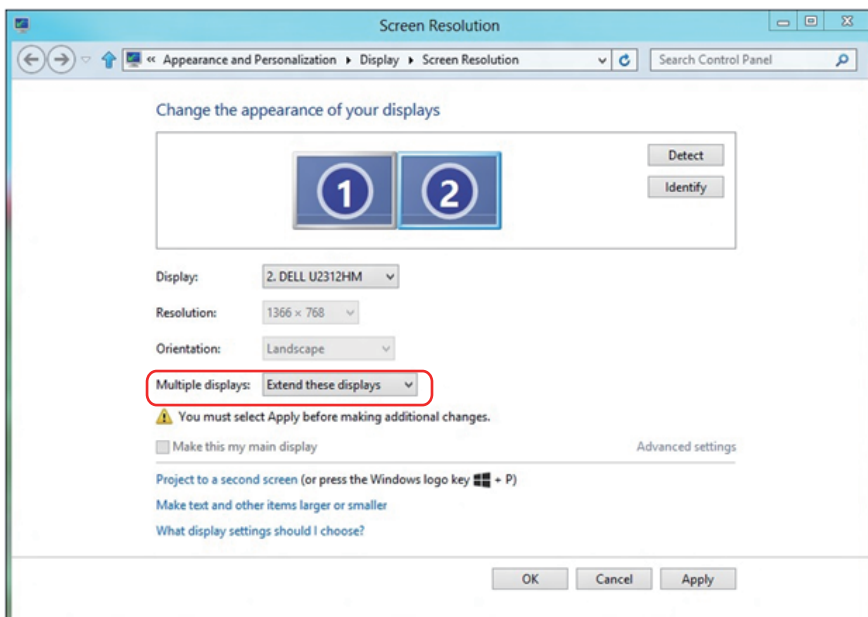 Screen Resolution
« Appearance and Personalization Display Screen Resolution
Search Control Panel
Change the appearance of your displays
1 2
Detect
Identify
Display: 2. DELL U2312HM
Resolution: 1366 × 768
Orientation: Landscape
Multiple displays: Extend these displays
You must select Apply before making additional changes.
Make this my main display Advanced settings
Project to a second screen (or press the Windows logo key + P)
Make text and other items larger or smaller
What display settings should I choose?
OK Cancel Apply